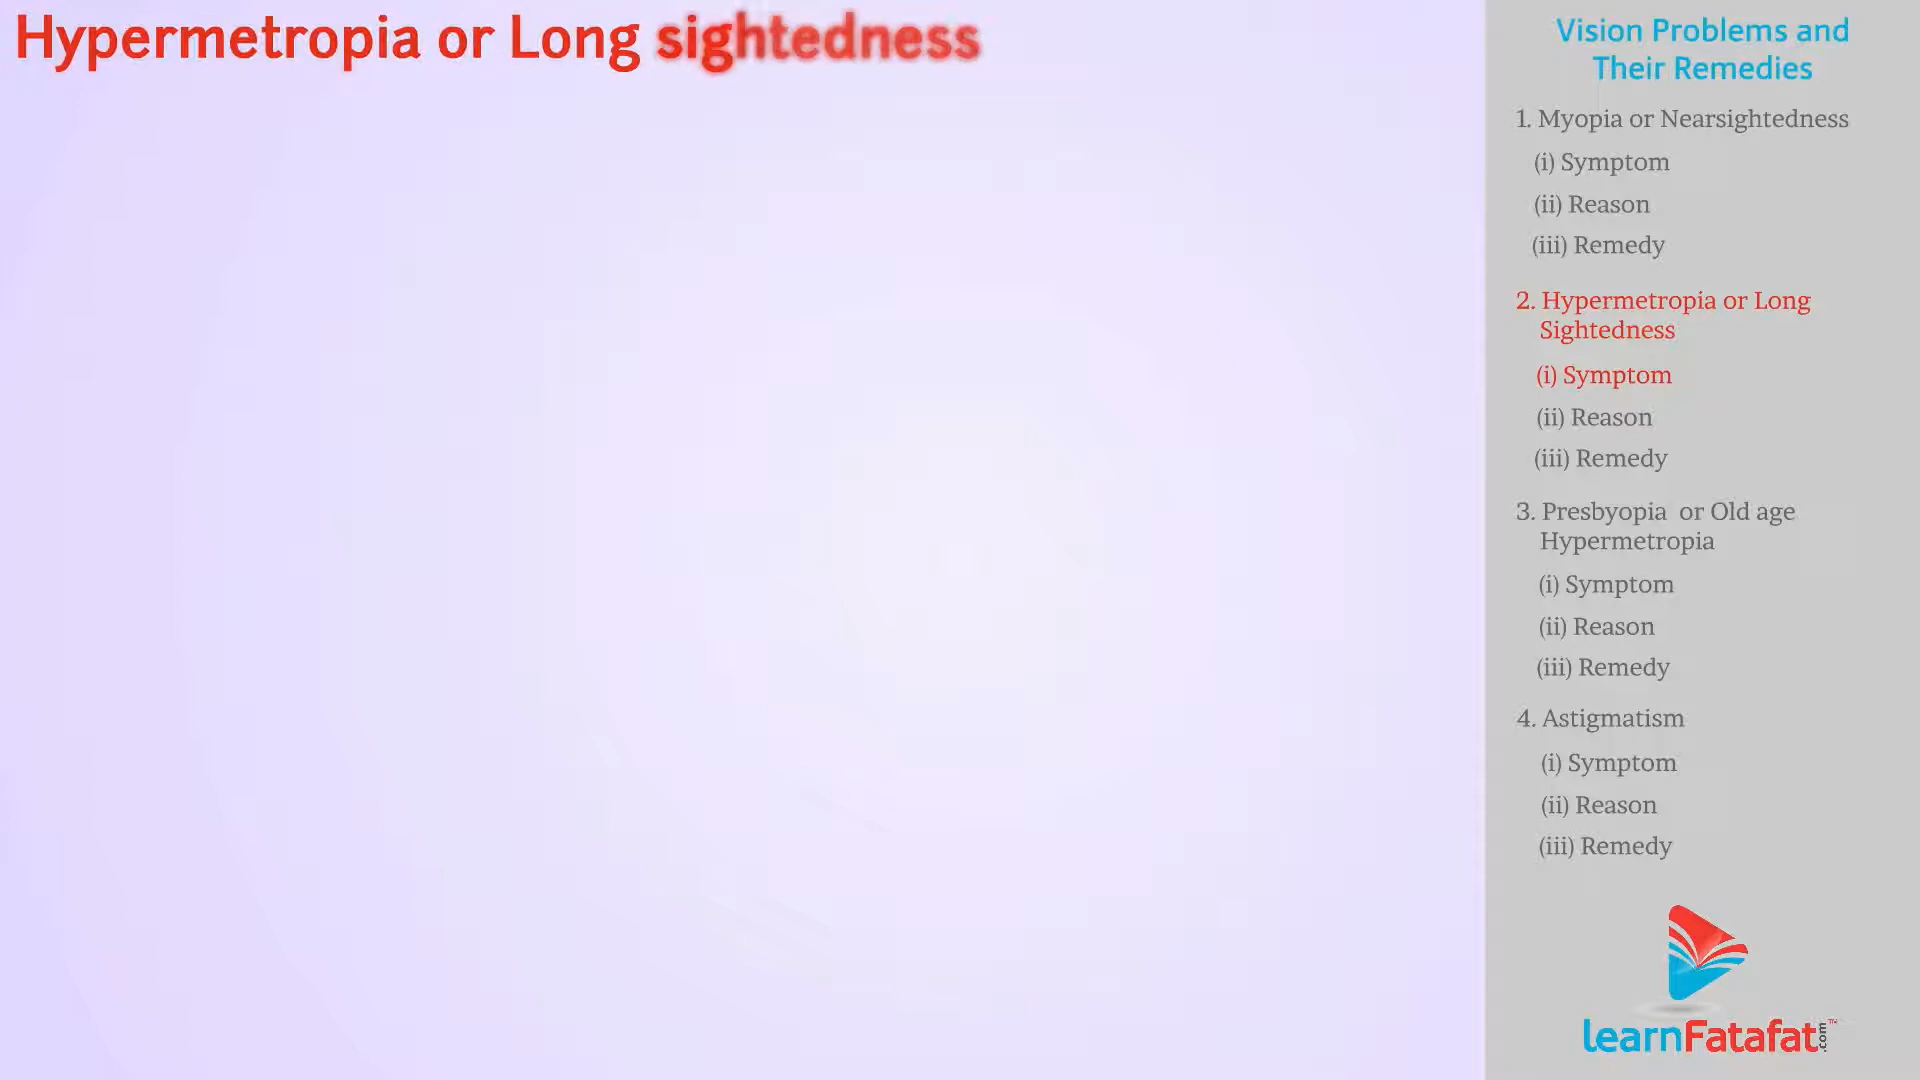 Hypermetropia or Long sightedness
Vision Problems and
Their Remedies
1. Myopia or Nearsightedness
(i) Symptom
(ii) Reason
(iii) Remedy
2. Hypermetropia or Long
Sightedness
(i) Symptom
(ii) Reason
(iii) Remedy
3. Presbyopia or Old age
Hypermetropia
(i) Symptom
(ii) Reason
(iii) Remedy
4. Astigmatism
(i) Symptom
(ii) Reason
(iii) Remedy
learnFatafat.com™